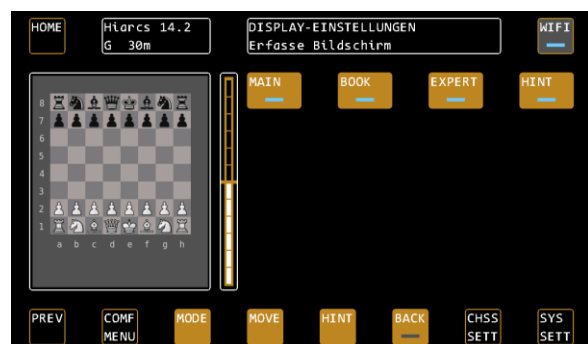 HOME
Hiarcs 14.2
G 30m
DISPLAY-EINSTELLUNGEN
Erfasse Bildschirm
WIFI
MAIN
BOOK
EXPERT
HINT
8
7
6
5
4
3
2
1
a b c d e f g h
PREV
COMF
MENU
MODE
MOVE
HINT
BACK
CHSS
SETT
SYS
SETT